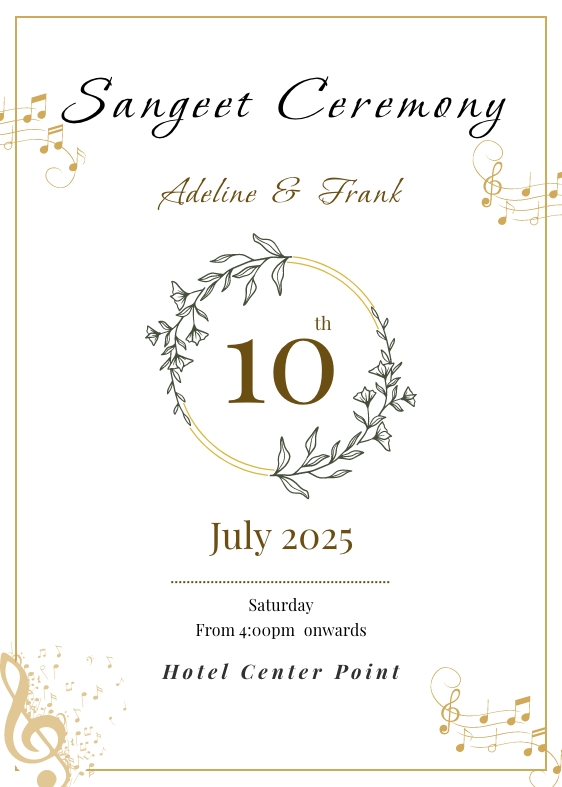 Sangeet Ceremony
Adeline & Frank
10th
July 2025
Saturday
From 4:00pm onwards
Hotel Center Point